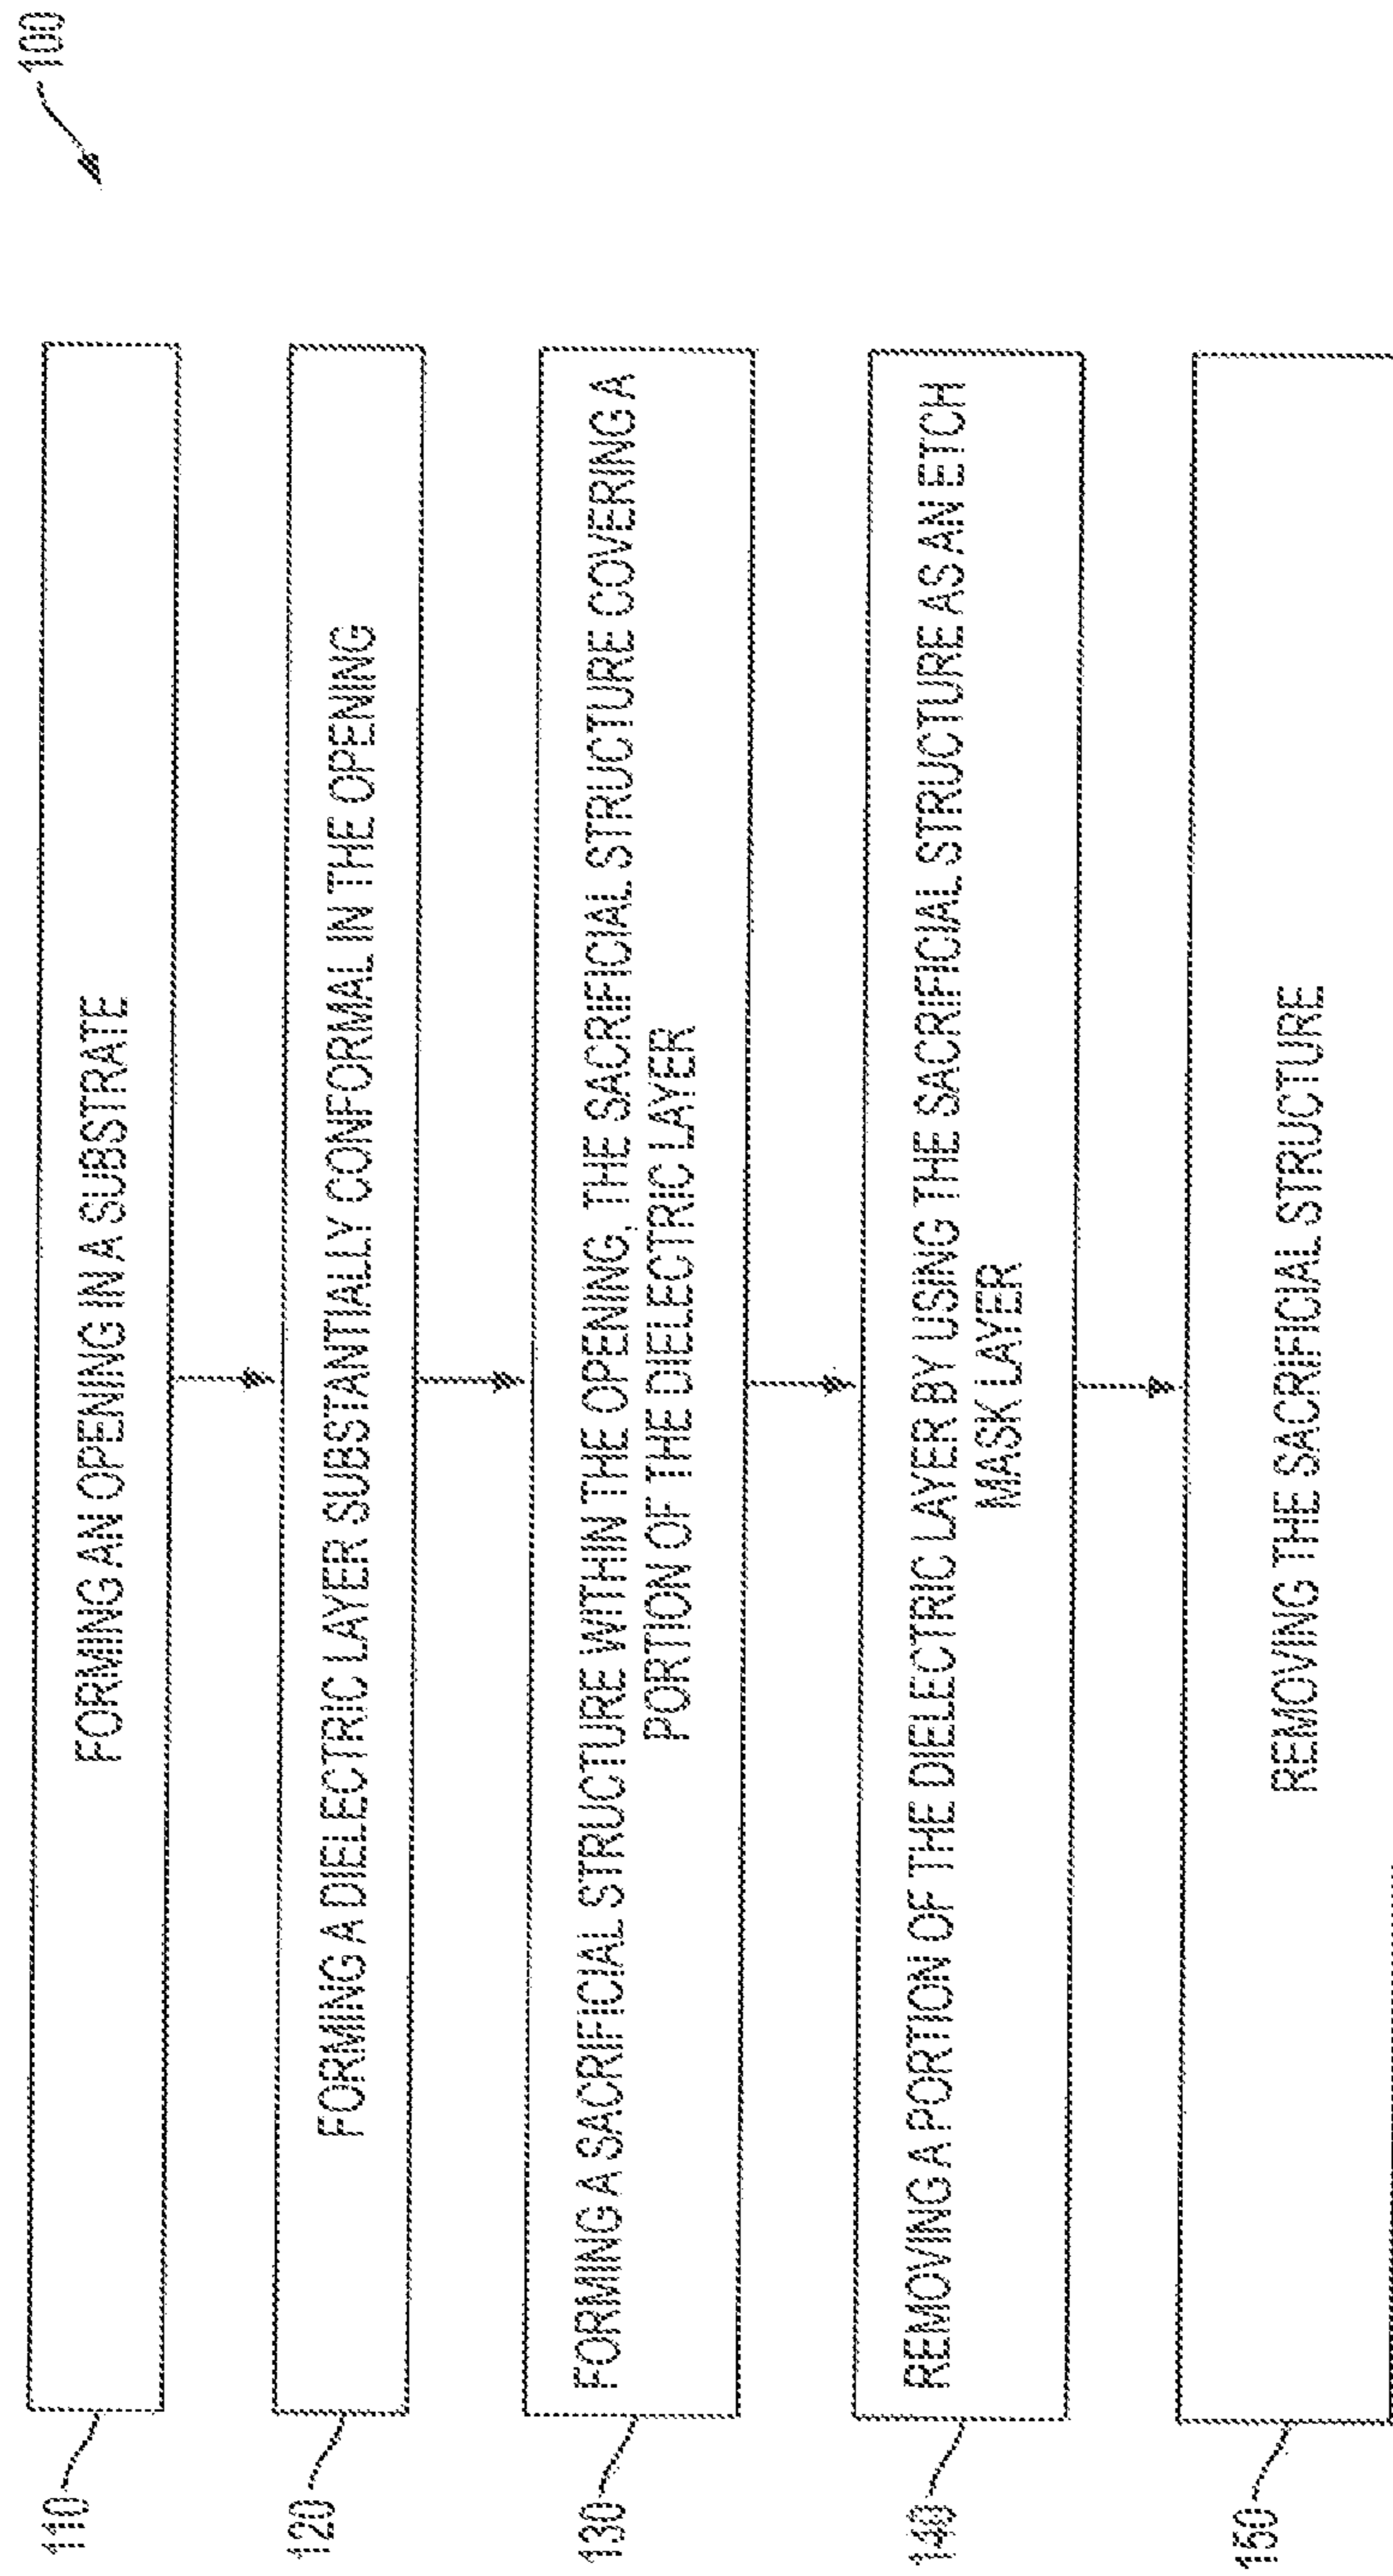 100
110
FORMING AN OPENING IN A SUBSTRATE
120
FORMING A DIELECTRIC LAYER SUBSTANTIALLY CONFORMAL IN THE OPENING
130
FORMING A SACRIFICIAL STRUCTURE WITHIN THE OPENING, THE SACRIFICIAL STRUCTURE COVERING A
PORTION OF THE DIELECTRIC LAYER
140
REMOVING A PORTION OF THE DIELECTRIC LAYER BY USING THE SACRIFICIAL STRUCTURE AS AN ETCH
MASK LAYER
150
REMOVING THE SACRIFICIAL STRUCTURE